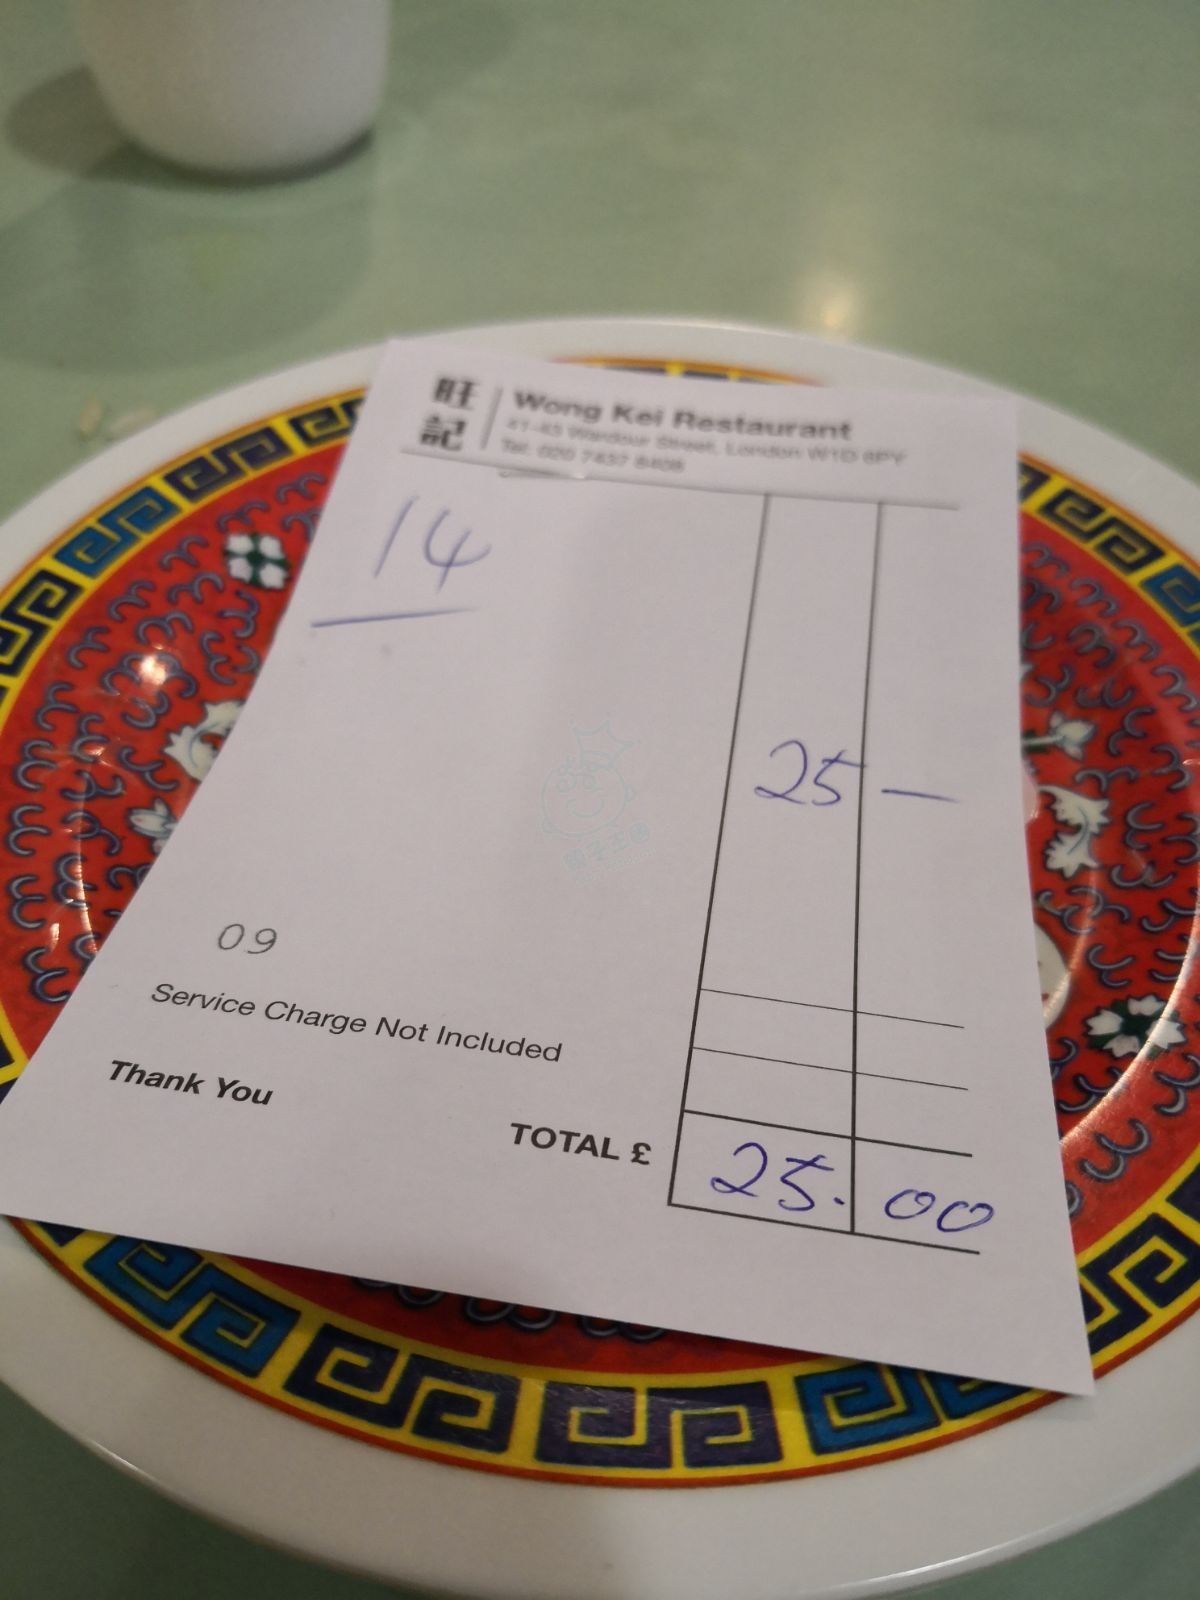 旺記
Wong Kei Restaurant
41-43 Wardour Street, London W1D 6PY
Tel: 020 7437 8408
14
25 —
09
Service Charge Not Included
Thank You
TOTAL £ 25.00